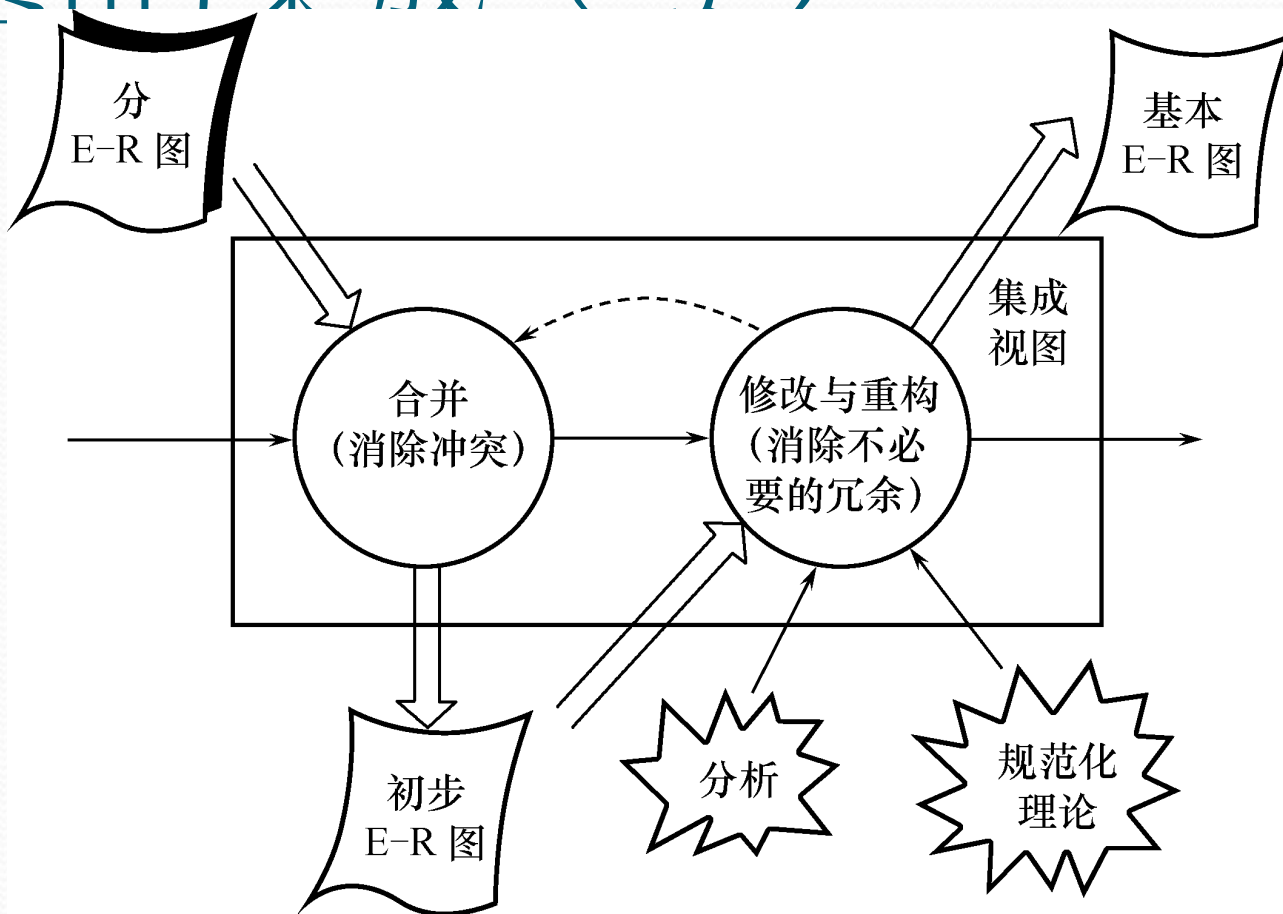 分
E-R 图
基本
E-R 图
集成
视图
合并
(消除冲突)
修改与重构
(消除不必
要的冗余)
初步
E-R 图
分析
规范化
理论